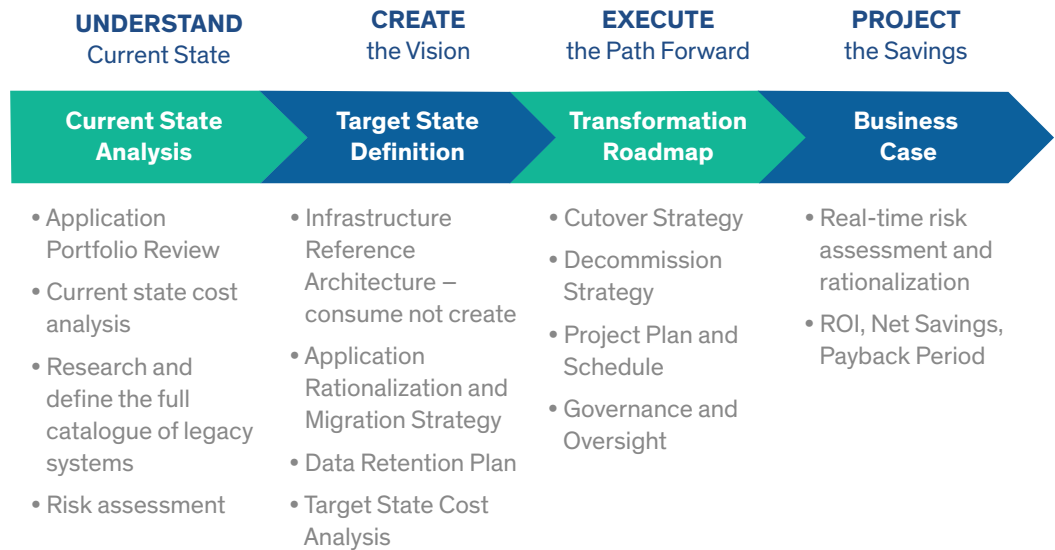 UNDERSTAND
Current State
CREATE
the Vision
EXECUTE
the Path Forward
PROJECT
the Savings
Current State
Analysis
Target State
Definition
Transformation
Roadmap
Business
Case
• Application
Portfolio Review
• Current state cost
analysis
• Research and
define the full
catalogue of legacy
systems
• Risk assessment
• Infrastructure
Reference
Architecture –
consume not create
• Application
Rationalization and
Migration Strategy
• Data Retention Plan
• Target State Cost
Analysis
• Cutover Strategy
• Decommission
Strategy
• Project Plan and
Schedule
• Governance and
Oversight
• Real-time risk
assessment and
rationalization
• ROI, Net Savings,
Payback Period